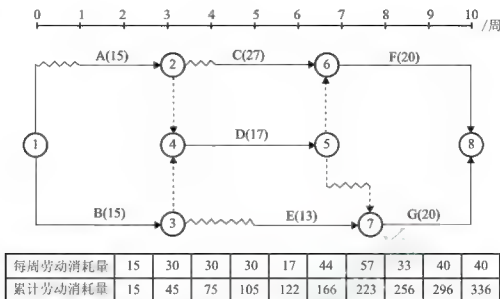 0 1 2 3 4 5 6 7 8 9 10 /周
A(15) 2 C(27) 6 F(20)
1 4 D(17) 5 8
B(15) 3 E(13) 7 G(20)
每周劳动消耗量 15 30 30 30 17 44 57 33 40 40
累计劳动消耗量 15 45 75 105 122 166 223 256 296 336